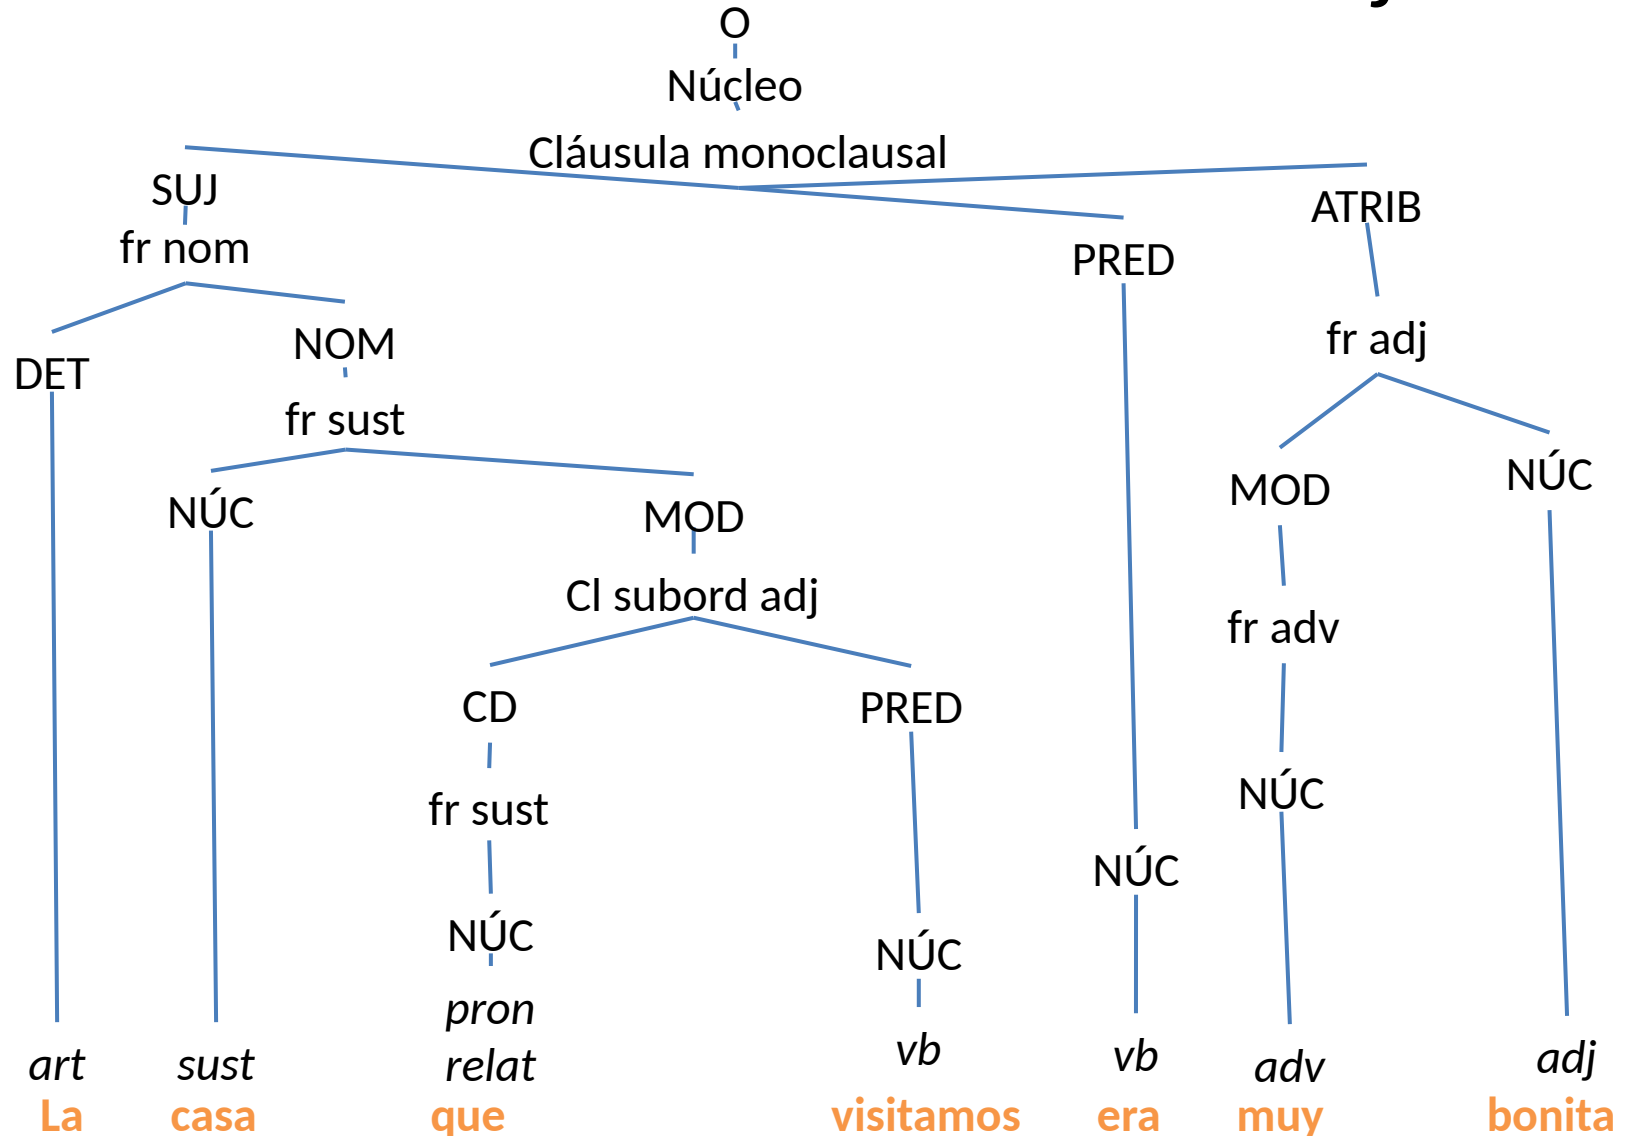 O
Núcleo
Cláusula monoclausal
SUJ
ATRIB
fr nom
PRED
NOM
fr adj
DET
fr sust
NÚC
MOD
MOD
NÚC
Cl subord adj
fr adv
CD
PRED
NÚC
fr sust
NÚC
NÚC
NÚC
pron
relat
art
sust
vb
vb
adv
adj
La casa que visitamos era muy bonita